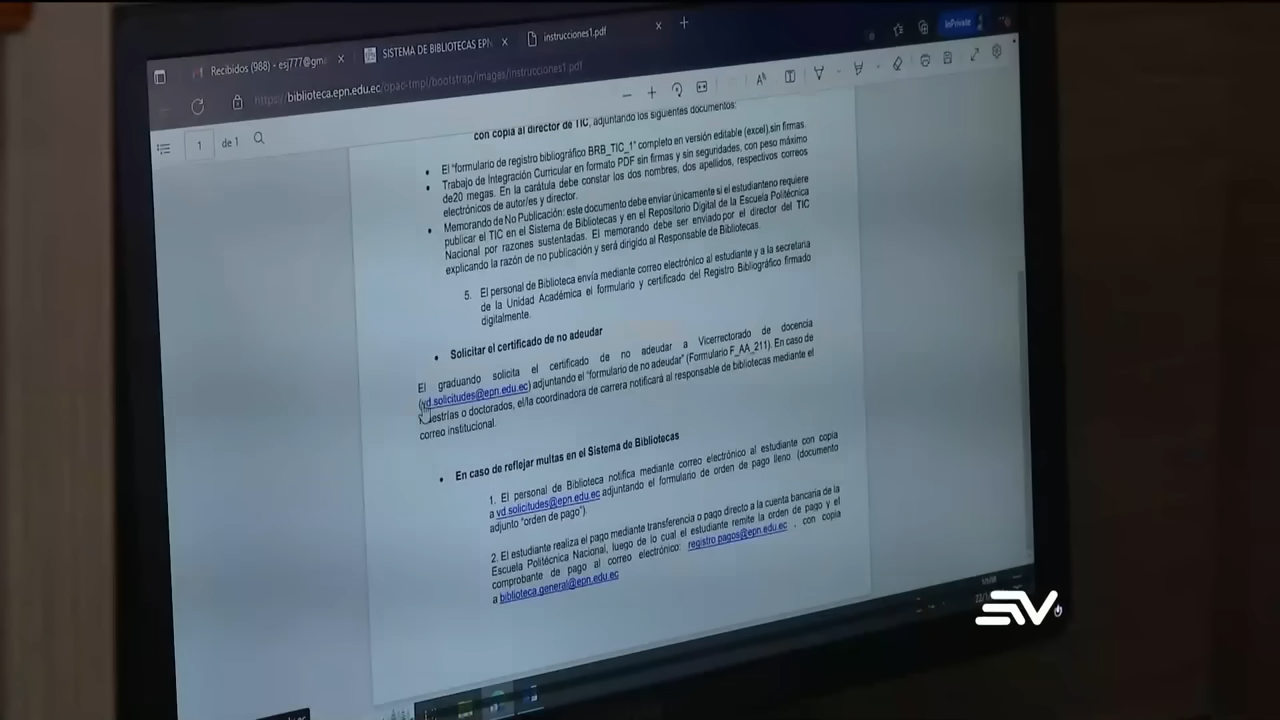 Recibidos (988) - esj777@gm
SISTEMA DE BIBLIOTECAS EPN
instrucciones1.pdf
InPrivate
https://biblioteca.epn.edu.ec/opac-tmpl/bootstrap/images/instrucciones1.pdf
1 de 1
con copia al director de TIC, adjuntando los siguientes documentos:
• El "formulario de registro bibliográfico BRB_TIC_1" completo en versión editable (excel),sin firmas.
• Trabajo de Integración Curricular en formato PDF sin firmas y sin seguridades, con peso máximo
de20 megas. En la carátula debe constar los dos nombres, dos apellidos, respectivos correos
electrónicos de autor/es y director.
• Memorando de No Publicación: este documento debe enviar únicamente si el estudianteno requiere
publicar el TIC en el Sistema de Bibliotecas y en el Repositorio Digital de la Escuela Politécnica
Nacional por razones sustentadas. El memorando debe ser enviado por el director del TIC
explicando la razón de no publicación y será dirigido al Responsable de Bibliotecas.
5. El personal de Biblioteca envía mediante correo electrónico al estudiante y a la secretaria
de la Unidad Académica el formulario y certificado del Registro Bibliográfico firmado
digitalmente.
• Solicitar el certificado de no adeudar
El graduando solicita el certificado de no adeudar a Vicerrectorado de docencia
(vd.solicitudes@epn.edu.ec) adjuntando el "formulario de no adeudar" (Formulario F_AA_211). En caso de
estrías o doctorados, el/la coordinadora de carrera notificará al responsable de bibliotecas mediante el
correo institucional.
• En caso de reflejar multas en el Sistema de Bibliotecas
1. El personal de Biblioteca notifica mediante correo electrónico al estudiante con copia
a vd.solicitudes@epn.edu.ec adjuntando el formulario de orden de pago lleno. (documento
adjunto "orden de pago").
2. El estudiante realiza el pago mediante transferencia o pago directo a la cuenta bancaria de la
Escuela Politécnica Nacional, luego de lo cual el estudiante remite la orden de pago y el
comprobante de pago al correo electrónico: registro.pagos@epn.edu.ec , con copia
a biblioteca.general@epn.edu.ec